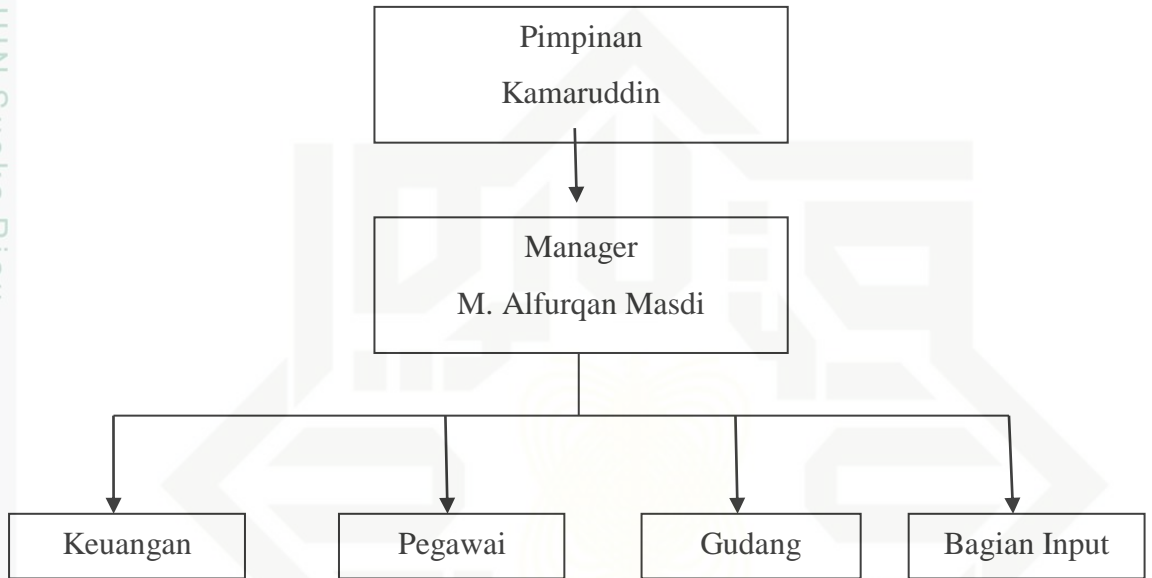 Pimpinan
Kamaruddin
Manager
M. Alfurqan Masdi
Keuangan
Pegawai
Gudang
Bagian Input